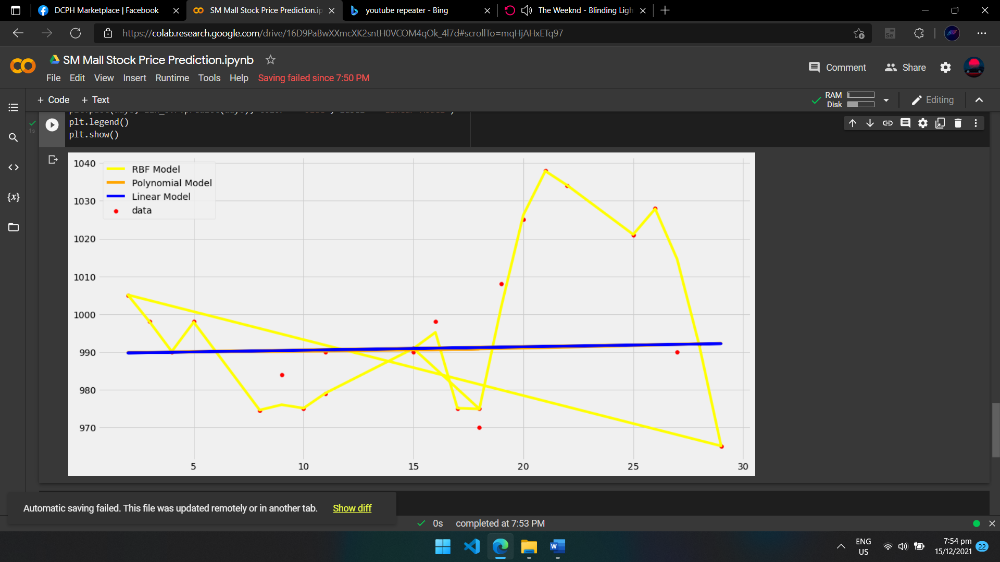 DCPH Marketplace | Facebook
SM Mall Stock Price Prediction.ip
youtube repeater - Bing
The Weeknd - Blinding Ligh
https://colab.research.google.com/drive/16D9PaBwXXmcXK2sntH0VCOM4qOk_4l7d#scrollTo=mqHjAHxETq97
SM Mall Stock Price Prediction.ipynb
Comment
Share
File Edit View Insert Runtime Tools Help Saving failed since 7:50 PM
+ Code + Text
RAM
Disk
Editing
plt.legend()
plt.show()
1s
{x}
1040
1030
1020
1010
1000
990
980
970
RBF Model
Polynomial Model
Linear Model
data
5 10 15 20 25 30
Automatic saving failed. This file was updated remotely or in another tab. Show diff
0s completed at 7:53 PM
ENG
US
7:54 pm
15/12/2021
22